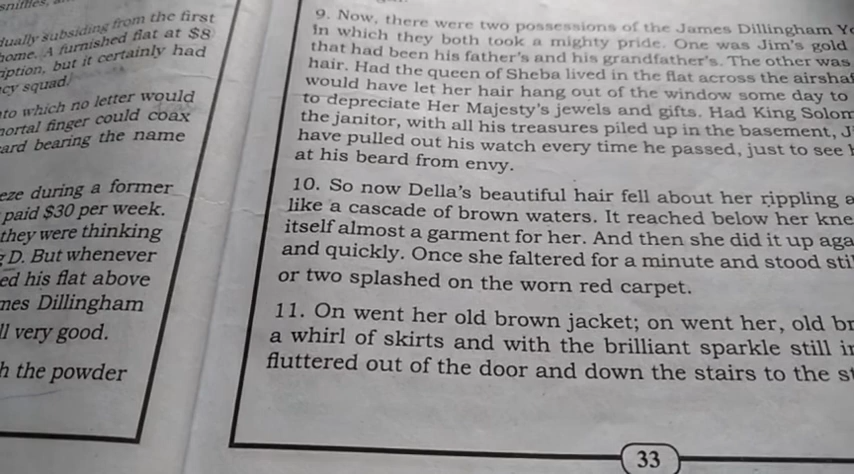 dually subsiding from the first
home. A furnished flat at $8
ription, but it certainly had
cy squad.
to which no letter would
mortal finger could coax
ard bearing the name
eze during a former
paid $30 per week.
they were thinking
D. But whenever
ed his flat above
mes Dillingham
ll very good.
h the powder
9. Now, there were two possessions of the James Dillingham Yo
in which they both took a mighty pride. One was Jim's gold
that had been his father's and his grandfather's. The other was
hair. Had the queen of Sheba lived in the flat across the airshaf
would have let her hair hang out of the window some day to
to depreciate Her Majesty's jewels and gifts. Had King Solom
the janitor, with all his treasures piled up in the basement, J
have pulled out his watch every time he passed, just to see h
at his beard from envy.
10. So now Della's beautiful hair fell about her rippling a
like a cascade of brown waters. It reached below her kne
itself almost a garment for her. And then she did it up aga
and quickly. Once she faltered for a minute and stood stil
or two splashed on the worn red carpet.
11. On went her old brown jacket; on went her, old br
a whirl of skirts and with the brilliant sparkle still in
fluttered out of the door and down the stairs to the st
33